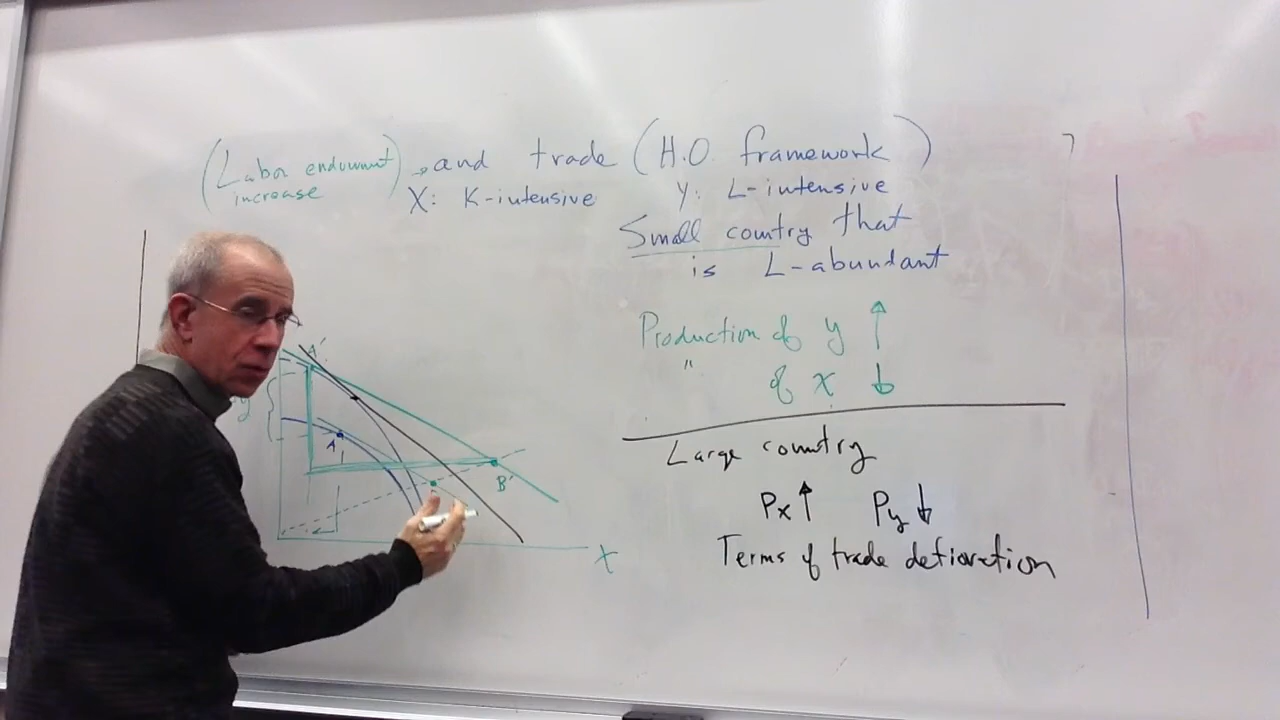 (Labor endowment increase) and trade (H.O. framework)
X: K-intensive Y: L-intensive
Small country that
is L-abundant
Production of y ↑
" of x ↓
Large country
Px ↑ Py ↓
Terms of trade detioration
A'
y
A
B'
X